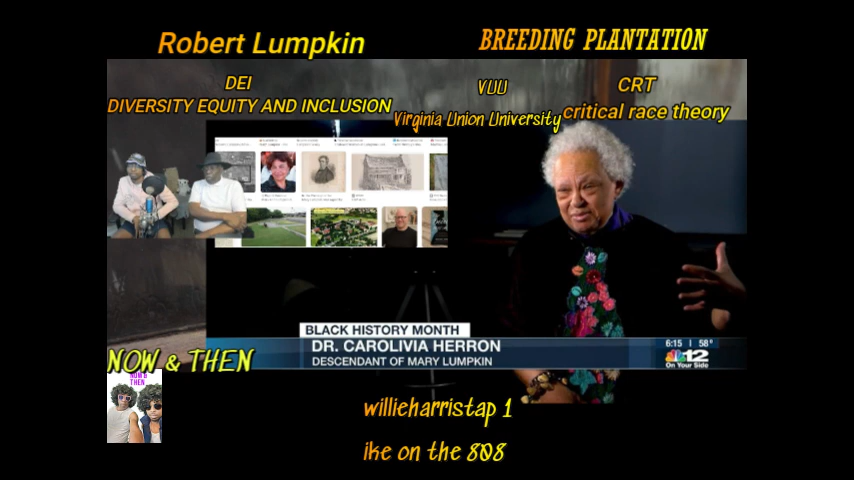 Robert Lumpkin
BREEDING PLANTATION
DEI
DIVERSITY EQUITY AND INCLUSION
VUU
Virginia Union University
CRT
critical race theory
BLACK HISTORY MONTH
DR. CAROLIVIA HERRON
DESCENDANT OF MARY LUMPKIN
6:15 | 58°
12
On Your Side
NOW & THEN
NOW &
THEN
willieharristap 1
ike on the 808